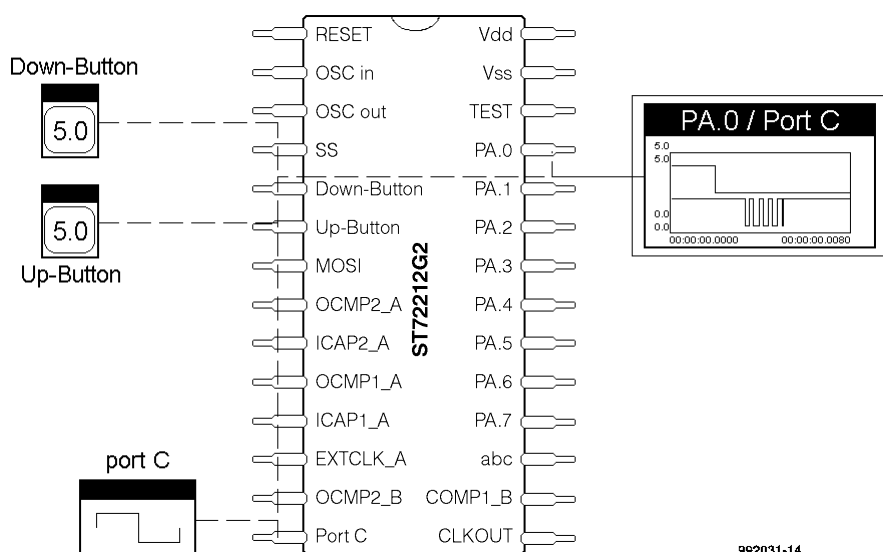 Down-Button
5.0
5.0
Up-Button
port C
RESET
OSC in
OSC out
SS
Down-Button
Up-Button
MOSI
OCMP2_A
ICAP2_A
OCMP1_A
ICAP1_A
EXTCLK_A
OCMP2_B
Port C
ST72212G2
Vdd
Vss
TEST
PA.0
PA.1
PA.2
PA.3
PA.4
PA.5
PA.6
PA.7
abc
COMP1_B
CLKOUT
PA.0 / Port C
5.0
5.0
0.0
0.0
00:00:00.0000 00:00:00.0080
992031-14